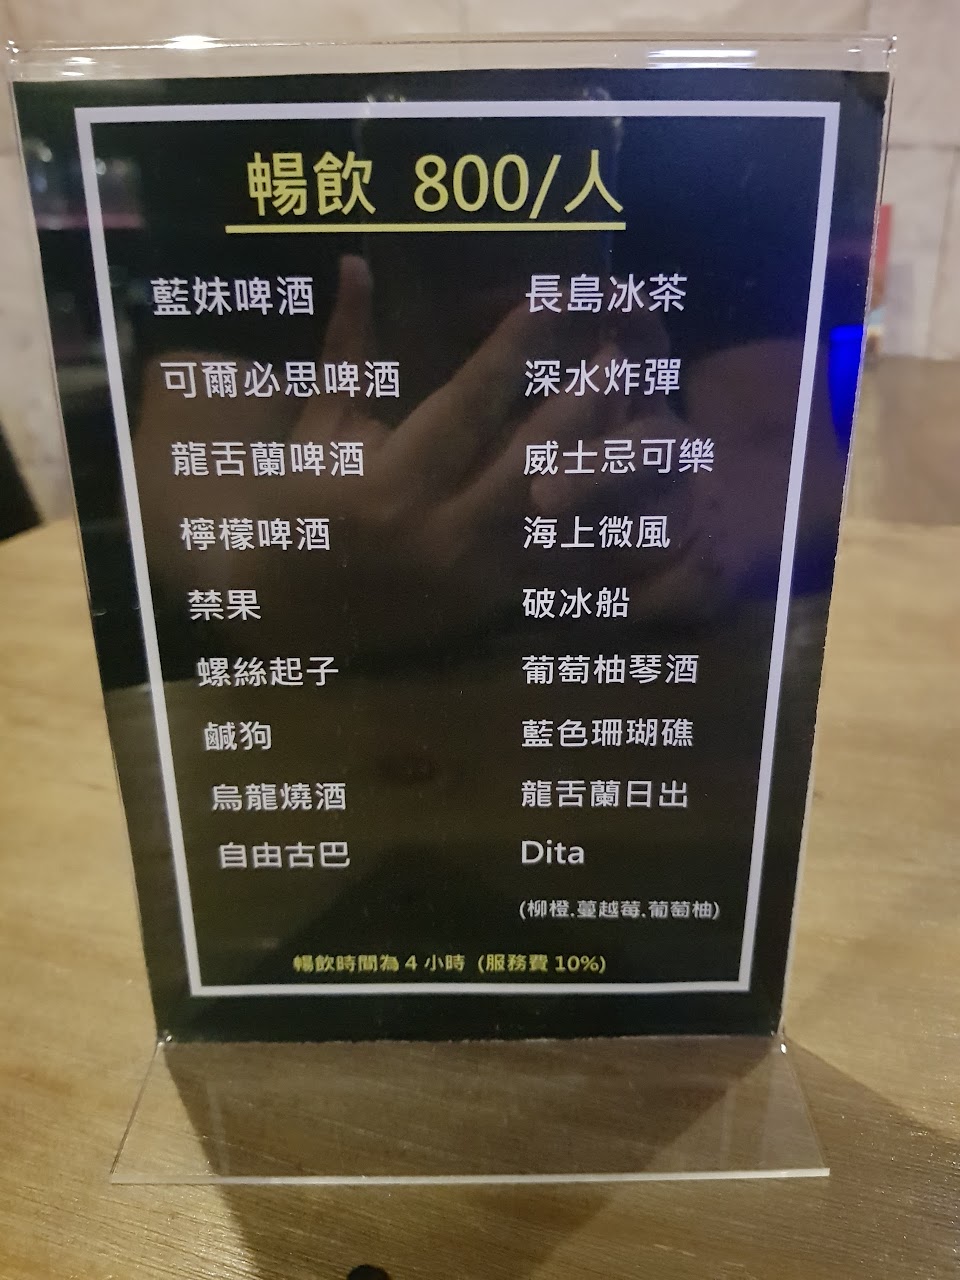 暢飲 800/人
藍妹啤酒
可爾必思啤酒
龍舌蘭啤酒
檸檬啤酒
禁果
螺絲起子
鹹狗
烏龍燒酒
自由古巴
長島冰茶
深水炸彈
威士忌可樂
海上微風
破冰船
葡萄柚琴酒
藍色珊瑚礁
龍舌蘭日出
Dita
(柳橙.蔓越莓.葡萄柚)
暢飲時間為 4 小時 (服務費 10%)